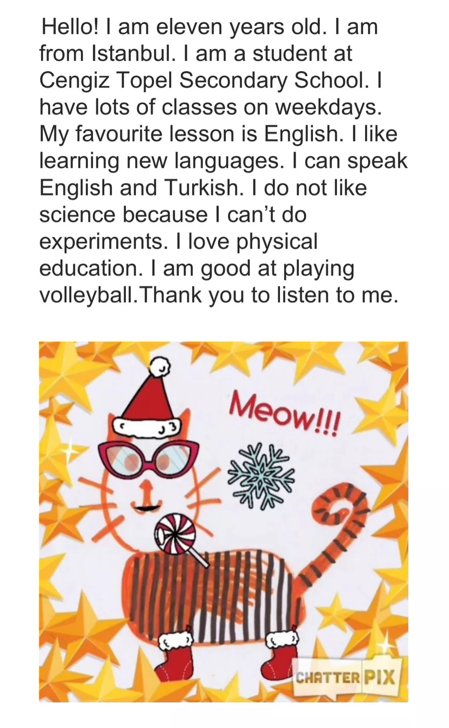 Hello! I am eleven years old. I am
from Istanbul. I am a student at
Cengiz Topel Secondary School. I
have lots of classes on weekdays.
My favourite lesson is English. I like
learning new languages. I can speak
English and Turkish. I do not like
science because I can’t do
experiments. I love physical
education. I am good at playing
volleyball.Thank you to listen to me.
Meow!!!
CHATTERPIX